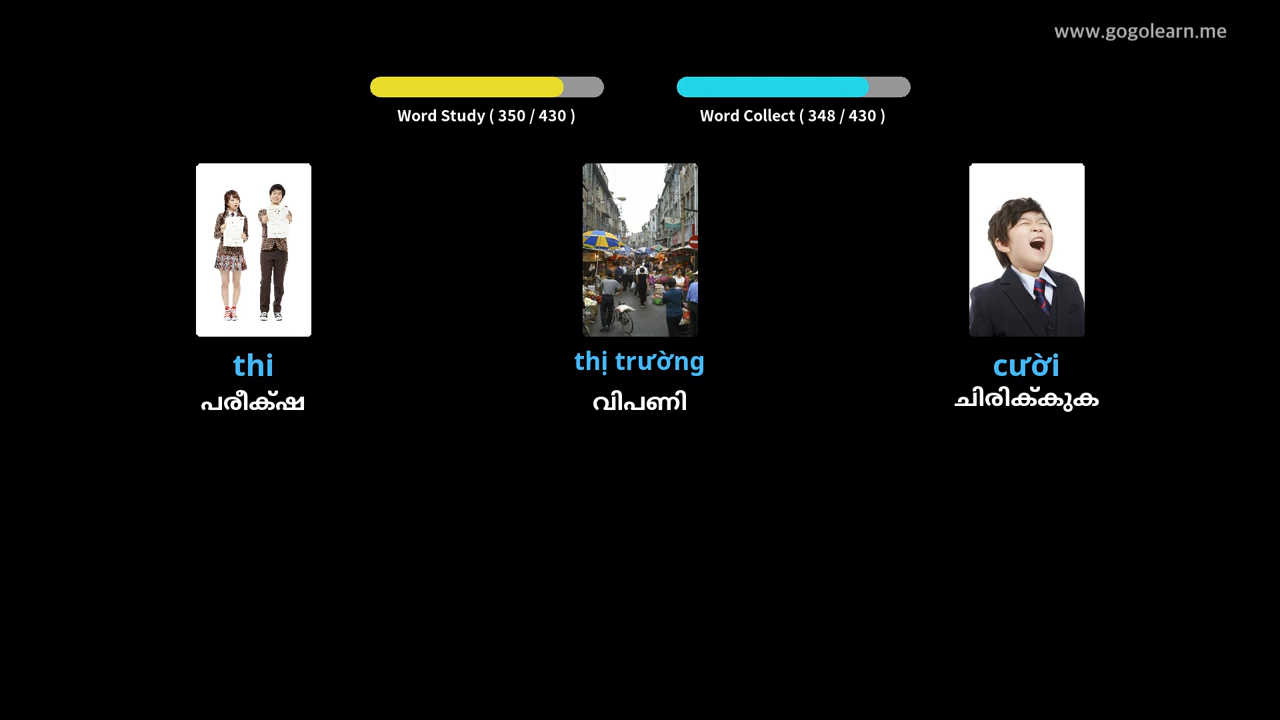 www.gogolearn.me
Word Study ( 350 / 430 )
Word Collect ( 348 / 430 )
thi
thị trường
cười
പരീക്ഷ
വിപണി
ചിരിക്കുക